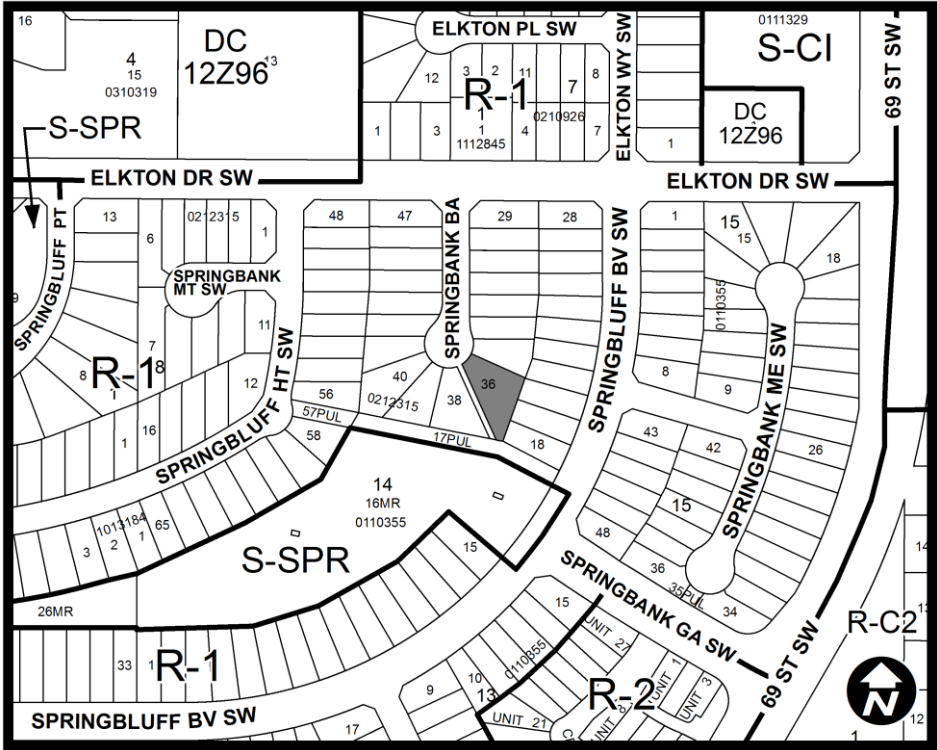 16
4
15
0310319
DC
12Z96
13
ELKTON PL SW
12
3
2
11
7
8
R-1
1
3
1
1
1112845
4
0210926
7
ELKTON WY SW
1
0111329
S-CI
DC
12Z96
69 ST SW
S-SPR
ELKTON DR SW
ELKTON DR SW
SPRINGBLUFF PT
13
6
0212315
1
SPRINGBANK
MT SW
11
7
8
R-1
8
1
12
1
16
SPRINGBLUFF HT SW
48
47
SPRINGBANK BA
29
28
SPRINGBLUFF BV SW
1
15
15
18
0110355
8
9
SPRINGBANK ME SW
56
40
0212315
38
36
57PUL
58
17PUL
18
43
42
26
15
48
36
35PUL
34
14
16MR
0110355
S-SPR
15
65
1013184
3
2
1
26MR
SPRINGBANK GA SW
69 ST SW
R-C2
14
12
1
33
1
R-1
15
UNIT 27
0110355
10
13
9
UNIT 21
R-2
UNIT 1
UNIT 3
17
SPRINGBLUFF BV SW
N